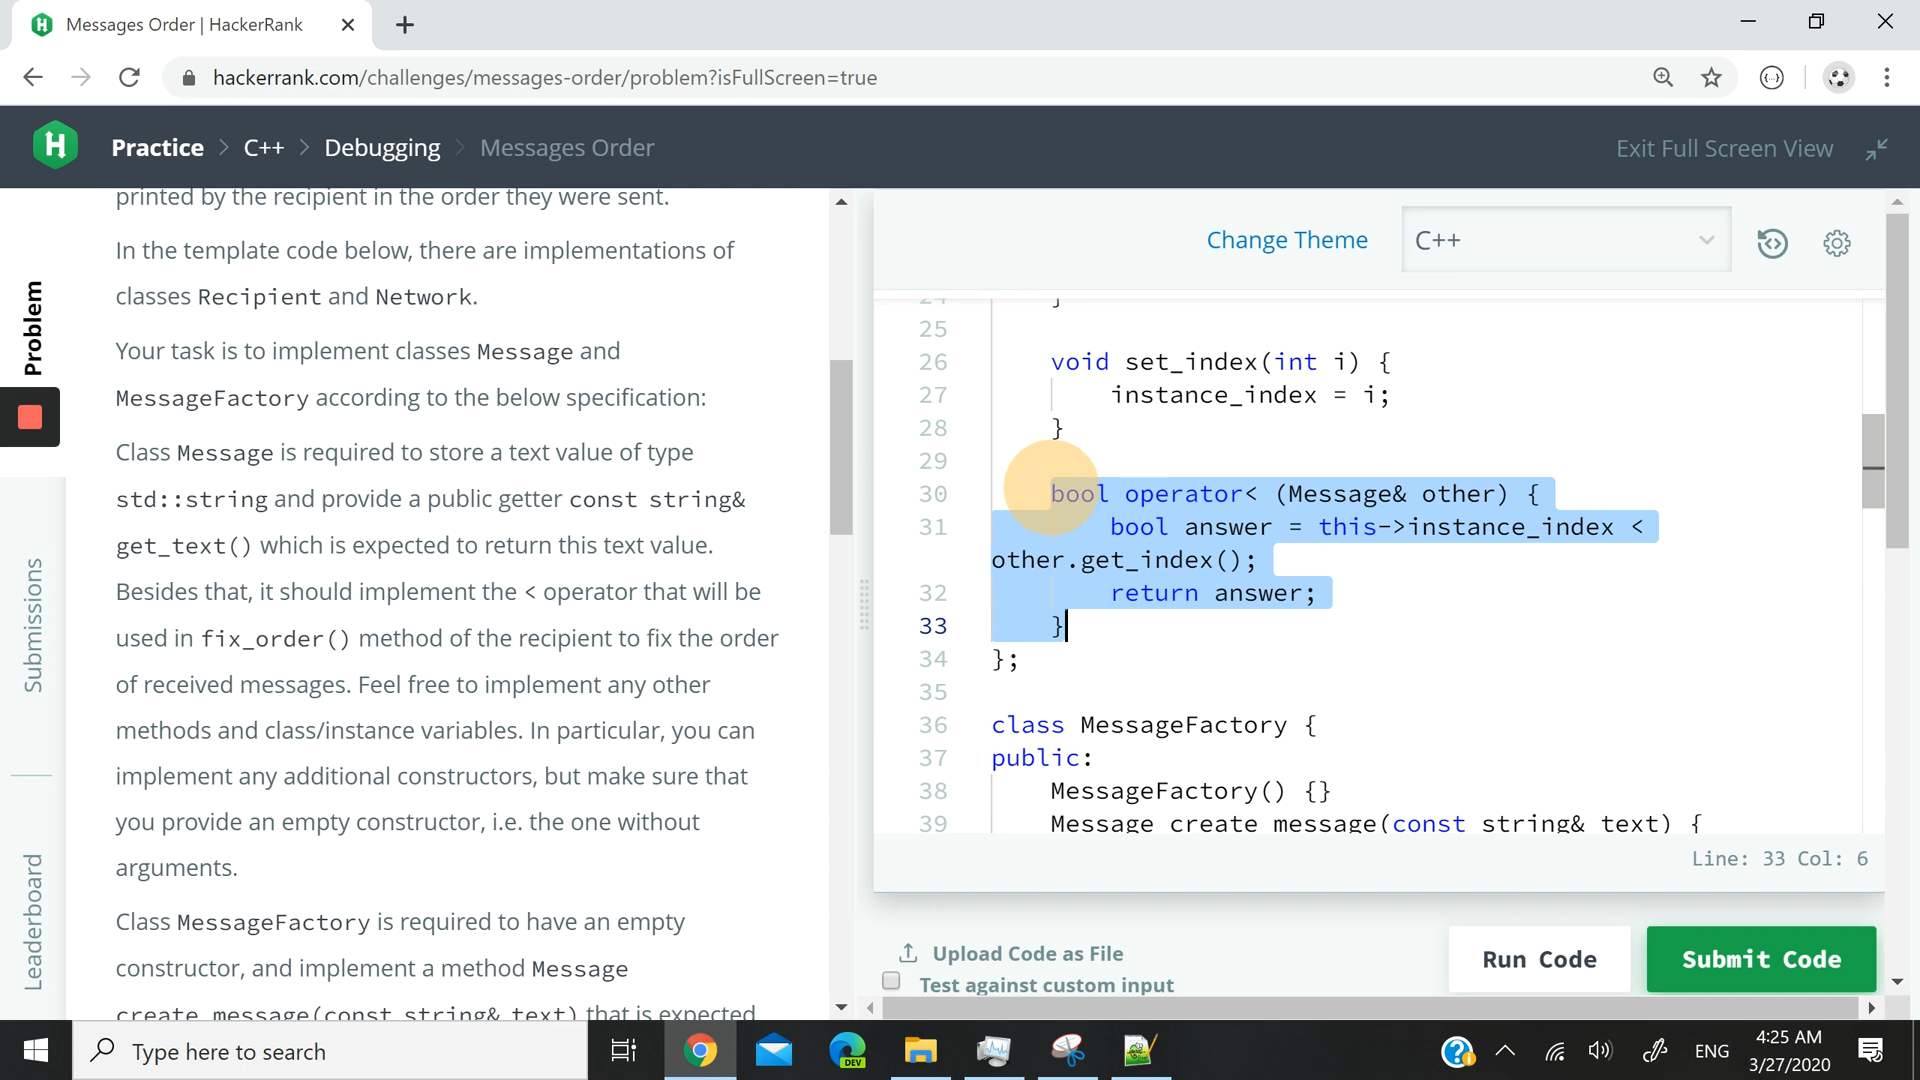 Messages Order | HackerRank
hackerrank.com/challenges/messages-order/problem?isFullScreen=true
Practice > C++ > Debugging > Messages Order
Exit Full Screen View
Problem
Submissions
Leaderboard
printed by the recipient in the order they were sent.
In the template code below, there are implementations of
classes Recipient and Network.
Your task is to implement classes Message and
MessageFactory according to the below specification:
Class Message is required to store a text value of type
std::string and provide a public getter const string&
get_text() which is expected to return this text value.
Besides that, it should implement the < operator that will be
used in fix_order() method of the recipient to fix the order
of received messages. Feel free to implement any other
methods and class/instance variables. In particular, you can
implement any additional constructors, but make sure that
you provide an empty constructor, i.e. the one without
arguments.
Class MessageFactory is required to have an empty
constructor, and implement a method Message
create_message(const string& text) that is expected
Change Theme
C++
24 }
25
26 void set_index(int i) {
27 instance_index = i;
28 }
29
30 bool operator< (Message& other) {
31 bool answer = this->instance_index <
other.get_index();
32 return answer;
33 }
34 };
35
36 class MessageFactory {
37 public:
38 MessageFactory() {}
39 Message create_message(const string& text) {
Line: 33 Col: 6
Upload Code as File
Test against custom input
Run Code
Submit Code
Type here to search
DEV
ENG
4:25 AM
3/27/2020